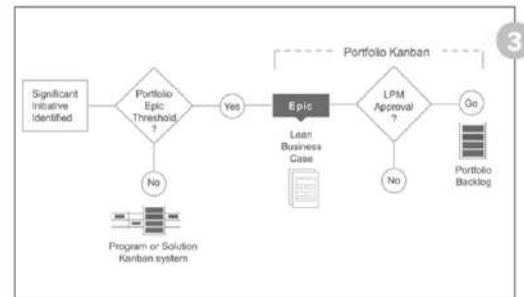 3
Portfolio Kanban
Significant
Initiative
Identified
Portfolio
Epic
Threshold
?
Yes
Epic
Lean
Business
Case
LPM
Approval
?
Go
Portfolio
Backlog
No
No
Program or Solution
Kanban system